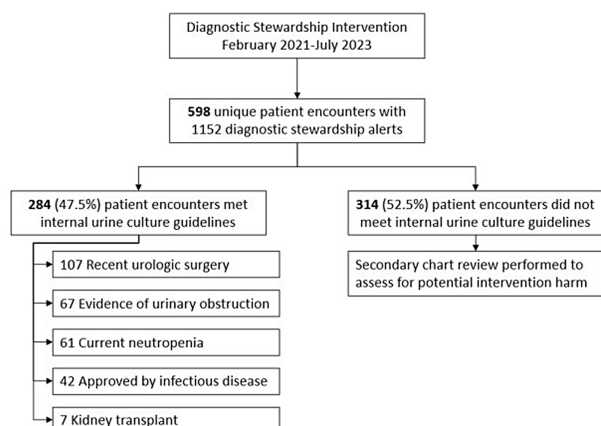 Diagnostic Stewardship Intervention
February 2021-July 2023
598 unique patient encounters with
1152 diagnostic stewardship alerts
284 (47.5%) patient encounters met
internal urine culture guidelines
314 (52.5%) patient encounters did not
meet internal urine culture guidelines
107 Recent urologic surgery
67 Evidence of urinary obstruction
61 Current neutropenia
42 Approved by infectious disease
7 Kidney transplant
Secondary chart review performed to
assess for potential intervention harm